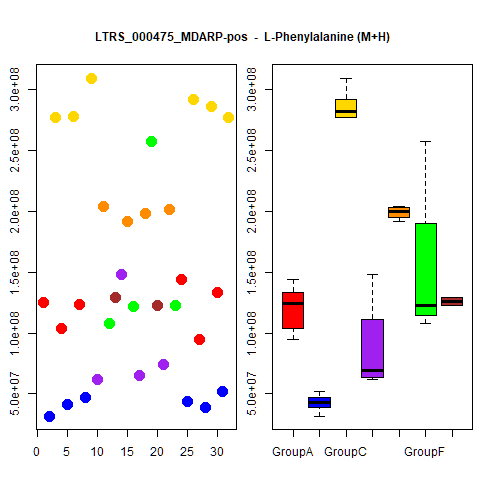 LTRS_000475_MDARP-pos - L-Phenylalanine (M+H)
3.0e+08
2.5e+08
2.0e+08
1.5e+08
1.0e+08
5.0e+07
0 5 10 15 20 25 30
3.0e+08
2.5e+08
2.0e+08
1.5e+08
1.0e+08
5.0e+07
GroupA GroupC GroupF